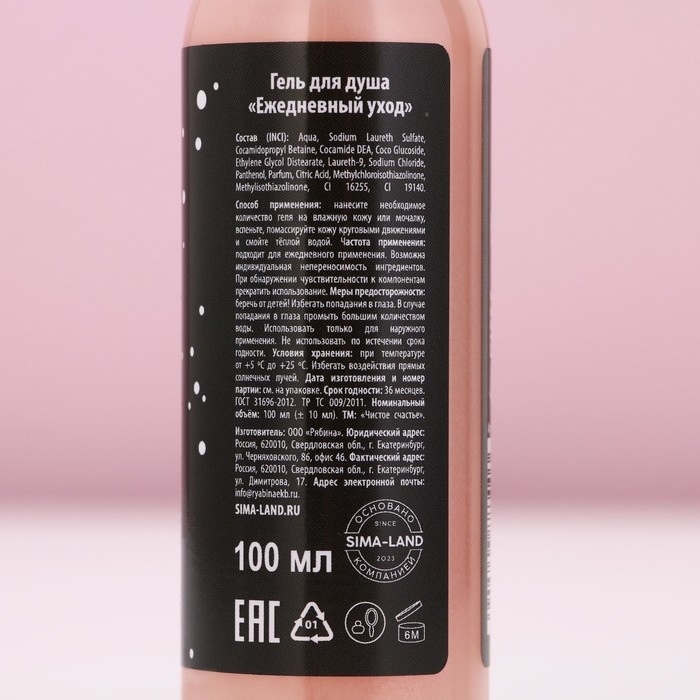 Гель для душа
«Ежедневный уход»
Состав (INCI): Aqua, Sodium Laureth Sulfate,
Cocamidopropyl Betaine, Cocamide DEA, Coco Glucoside,
Ethylene Glycol Distearate, Laureth-9, Sodium Chloride,
Panthenol, Parfum, Citric Acid, Methylchloroisothiazolinone,
Methylisothiazolinone, CI 16255, CI 19140.
Способ применения: нанесите необходимое
количество геля на влажную кожу или мочалку,
вспеньте, помассируйте кожу круговыми движениями
и смойте тёплой водой. Частота применения:
подходит для ежедневного применения. Возможна
индивидуальная непереносимость ингредиентов.
При обнаружении чувствительности к компонентам
прекратить использование. Меры предосторожности:
беречь от детей! Избегать попадания в глаза. В случае
попадания в глаза промыть большим количеством
воды. Использовать только для наружного
применения. Не использовать по истечении срока
годности. Условия хранения: при температуре
от +5 °С до +25 °С. Избегать воздействия прямых
солнечных лучей. Дата изготовления и номер
партии: см. на упаковке. Срок годности: 36 месяцев.
ГОСТ 31696-2012. ТР ТС 009/2011. Номинальный
объём: 100 мл (± 10 мл). ТМ: «Чистое счастье».
Изготовитель: ООО «Рябина». Юридический адрес:
Россия, 620010, Свердловская обл., г. Екатеринбург,
ул. Черняховского, 86, офис 46. Фактический адрес:
Россия, 620010, Свердловская обл., г. Екатеринбург,
ул. Димитрова, 17. Адрес электронной почты:
info@ryabinaekb.ru.
SIMA-LAND.RU
100 мл
ОСНОВАНО
SINCE
SIMA-LAND
2023
КОМПАНИЕЙ
EAC
01
6M